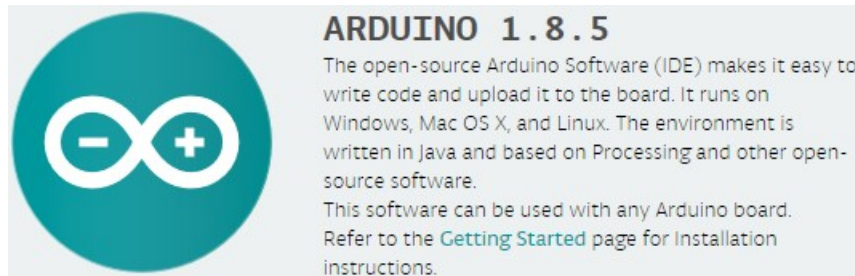 ARDUINO 1.8.5
The open-source Arduino Software (IDE) makes it easy to
write code and upload it to the board. It runs on
Windows, Mac OS X, and Linux. The environment is
written in Java and based on Processing and other open-
source software.
This software can be used with any Arduino board.
Refer to the Getting Started page for Installation
instructions.